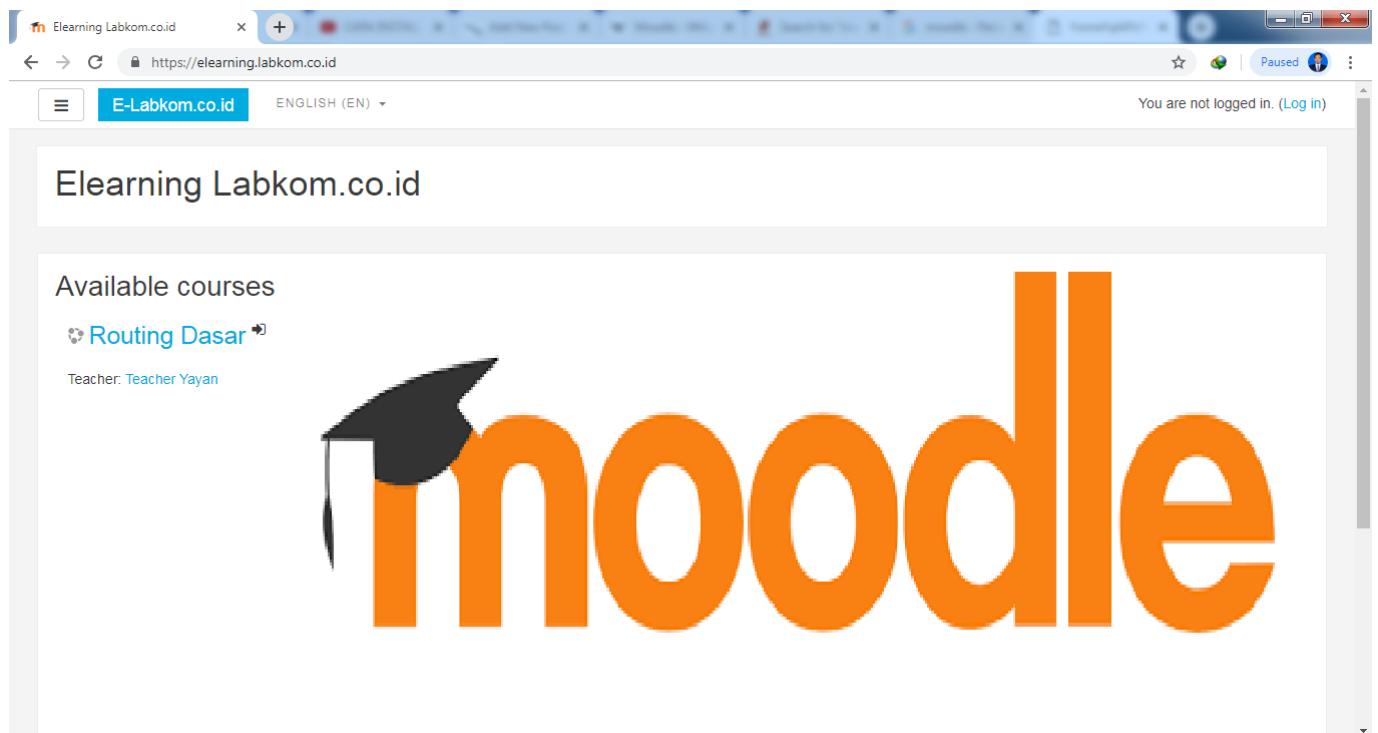 Elearning Labkom.co.id
https://elearning.labkom.co.id
Paused
E-Labkom.co.id
ENGLISH (EN)
You are not logged in. (Log in)
Elearning Labkom.co.id
Available courses
Routing Dasar
Teacher: Teacher Yayan
moodle